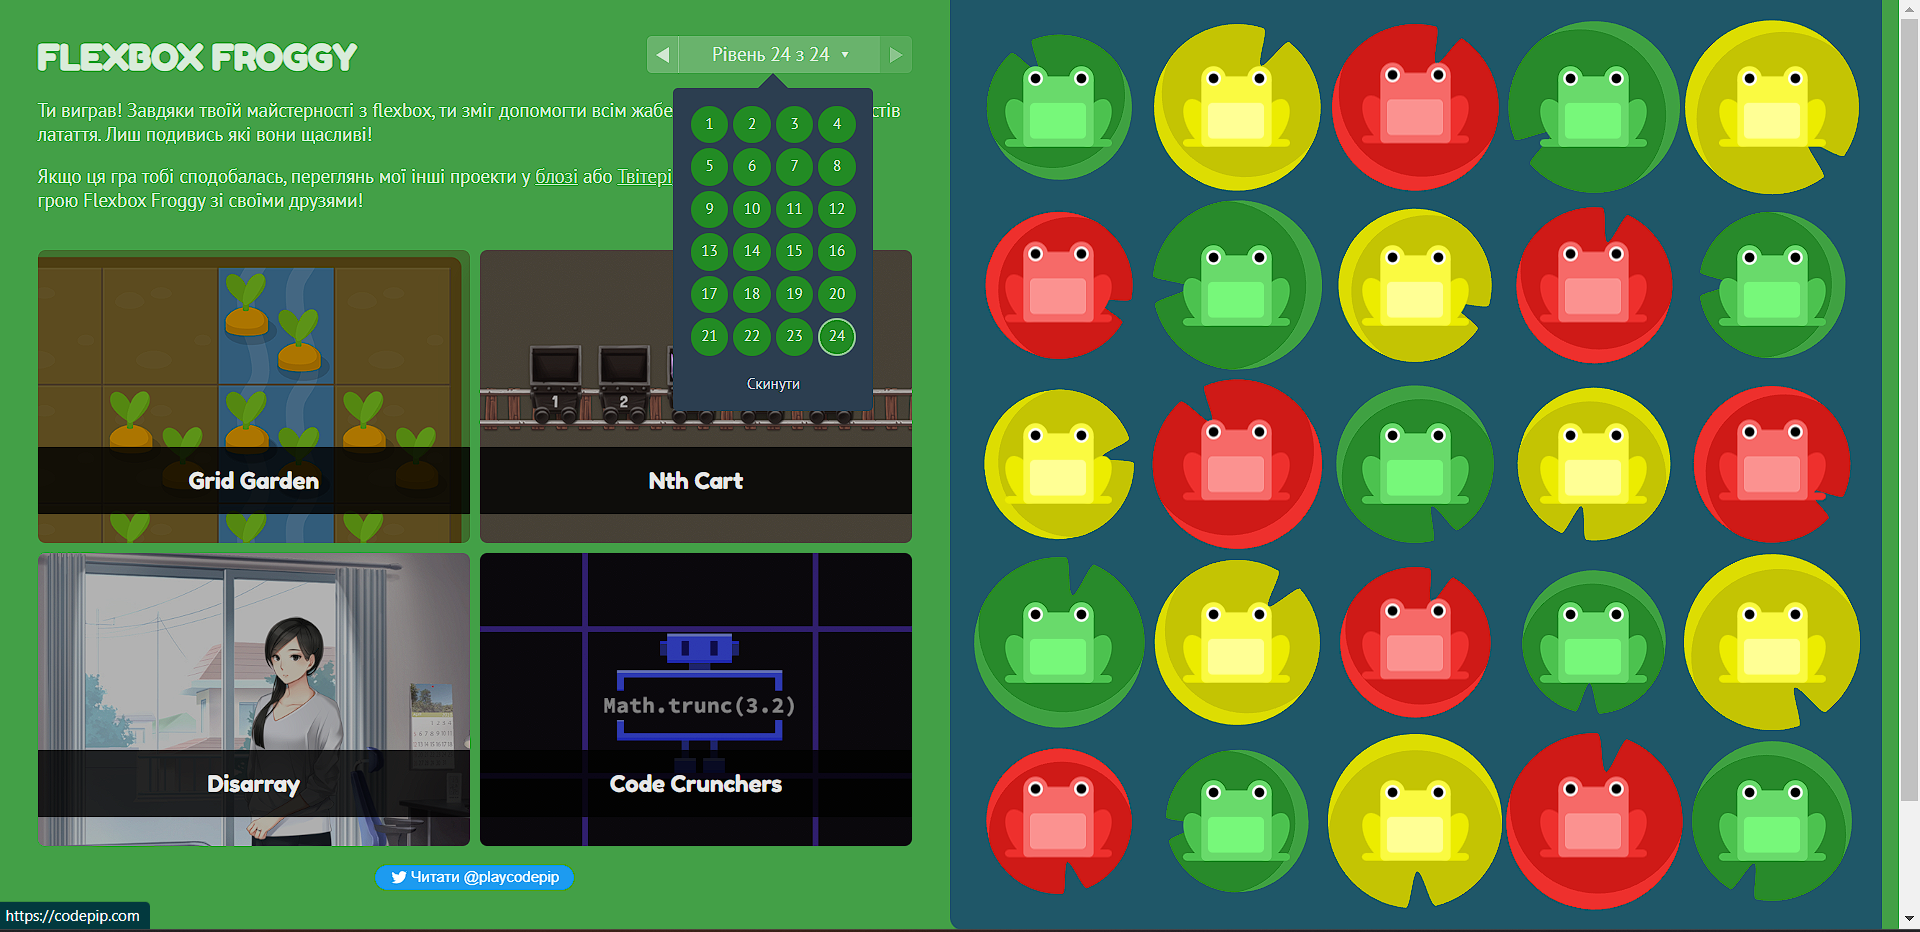 FLEXBOX FROGGY
◀ Рівень 24 з 24 ▼ ▶
Ти виграв! Завдяки твоїй майстерності з flexbox, ти зміг допомогти всім жабе
стів
латаття. Лиш подивись які вони щасливі!
Якщо ця гра тобі сподобалась, переглянь мої інші проекти у блозі або Твітері
грою Flexbox Froggy зі своїми друзями!
1 2 3 4
5 6 7 8
9 10 11 12
13 14 15 16
17 18 19 20
21 22 23 24
Скинути
1 2
Grid Garden
Nth Cart
Math.trunc(3.2)
Disarray
Code Crunchers
Читати @playcodepip
https://codepip.com